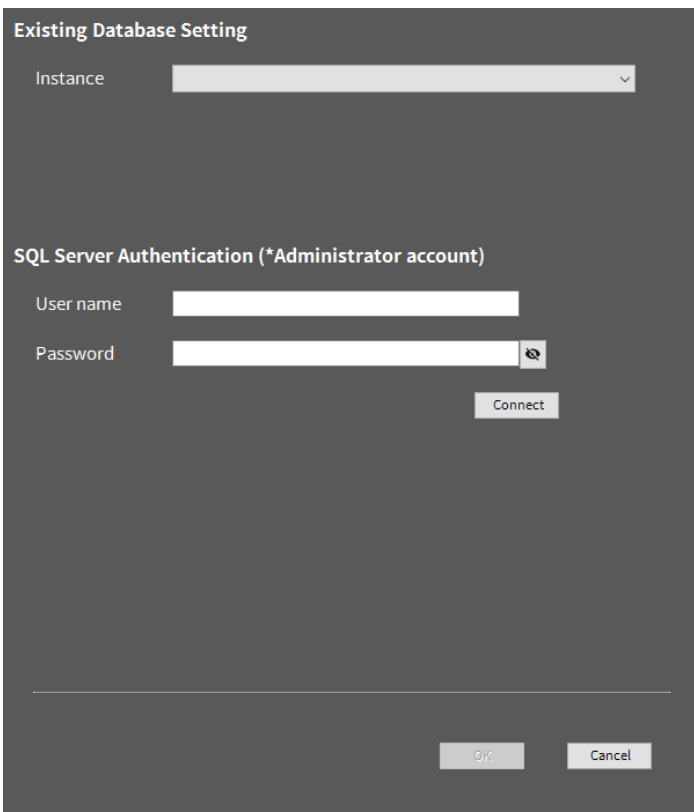 Existing Database Setting
Instance
SQL Server Authentication (*Administrator account)
User name
Password
Connect
OK
Cancel